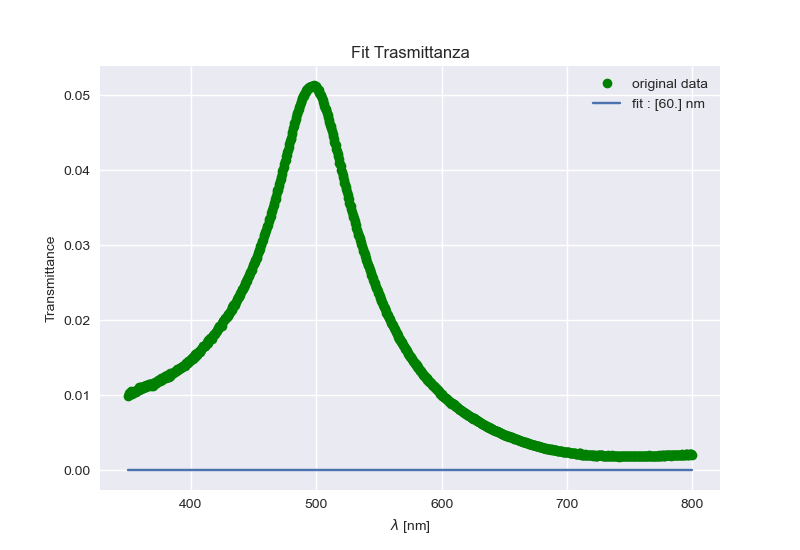 Fit Trasmittanza
original data
fit : [60.] nm
Transmittance
0.05
0.04
0.03
0.02
0.01
0.00
400 500 600 700 800
λ [nm]